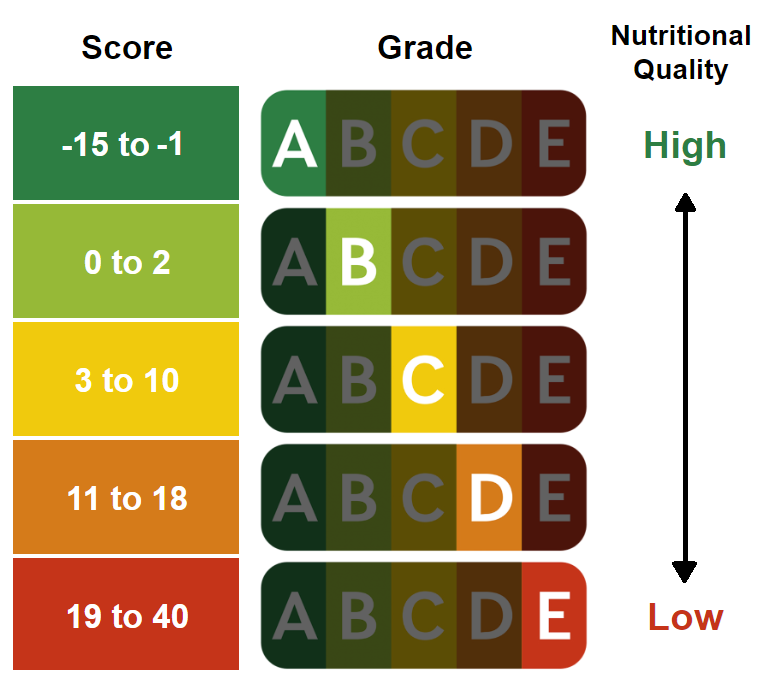 Score Grade Nutritional
Quality
-15 to -1 A B C D E High
0 to 2 A B C D E
3 to 10 A B C D E
11 to 18 A B C D E
19 to 40 A B C D E Low